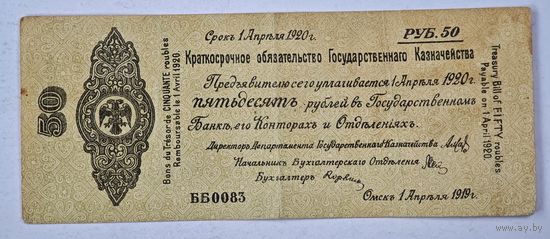 Срокъ 1 Апрѣля 1920 г.
РУБ. 50
Краткосрочное обязательство Государственнаго Казначейства
Предъявителю сего уплачивается 1 Апрѣля 1920 г.
пятьдесятъ рублей въ Государственномъ
Банкѣ, его Конторахъ и Отдѣленіяхъ.
Директоръ Департамента Государственнаго Казначейства
Начальникъ Бухгалтерскаго Отдѣленія
Бухгалтеръ
ББ0083
Омскъ 1 Апрѣля 1919 г.
50
Bons du Trésor de CINQUANTE roubles
Remboursable le 1 Avril 1920.
Treasury Bill of FIFTY roubles
Payable on 1 April 1920.
www.ay.by